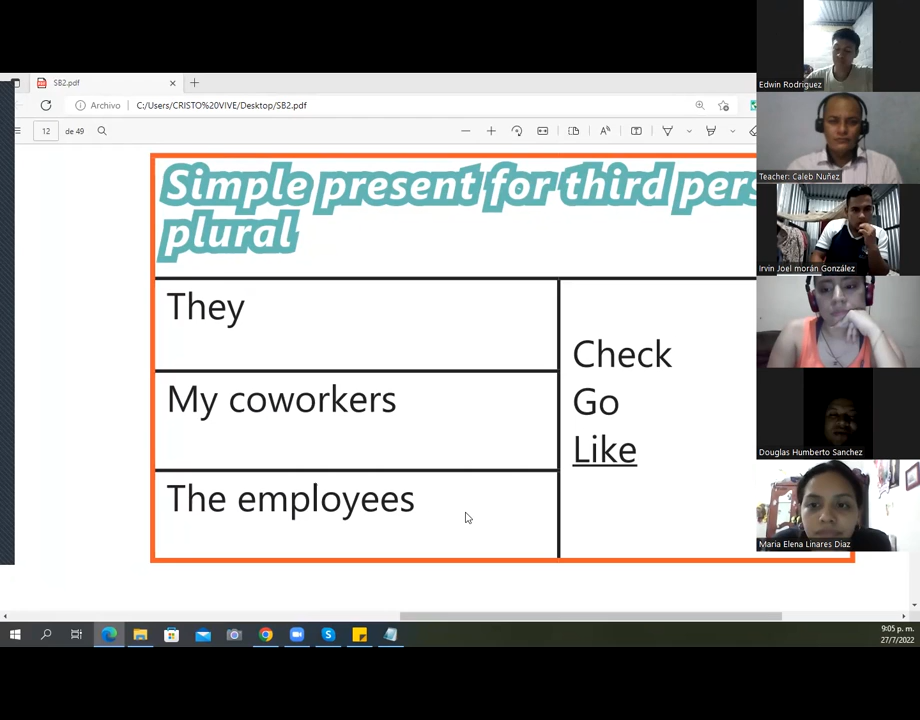 SB2.pdf
Archivo
C:/Users/CRISTO%20VIVE/Desktop/SB2.pdf
12
de 49
Simple present for third pers
plural
They
My coworkers
The employees
Check
Go
Like
Edwin Rodriguez
Teacher: Caleb Nuñez
Irvin Joel morán González
Douglas Humberto Sanchez
Maria Elena Linares Diaz
9:05 p. m.
27/7/2022